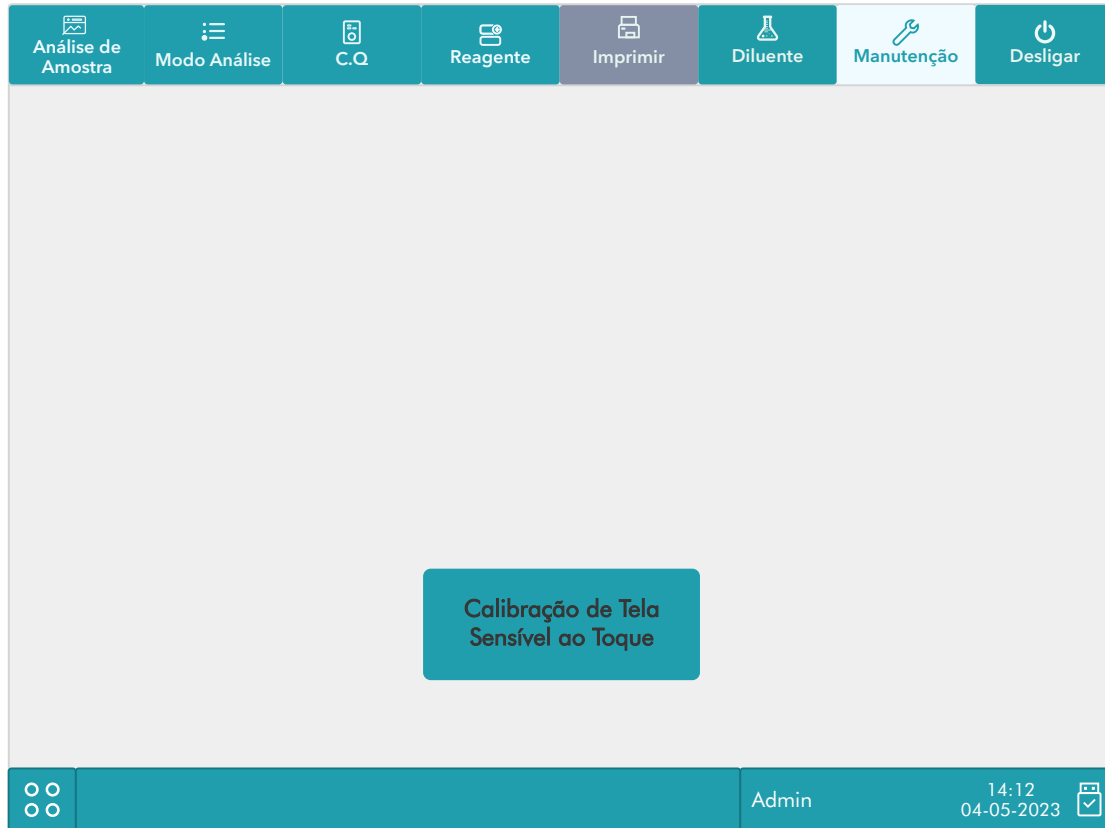 Análise de
Amostra
Modo Análise
C.Q
Reagente
Imprimir
Diluente
Manutenção
Desligar
Calibração de Tela
Sensível ao Toque
Admin
14:12
04-05-2023